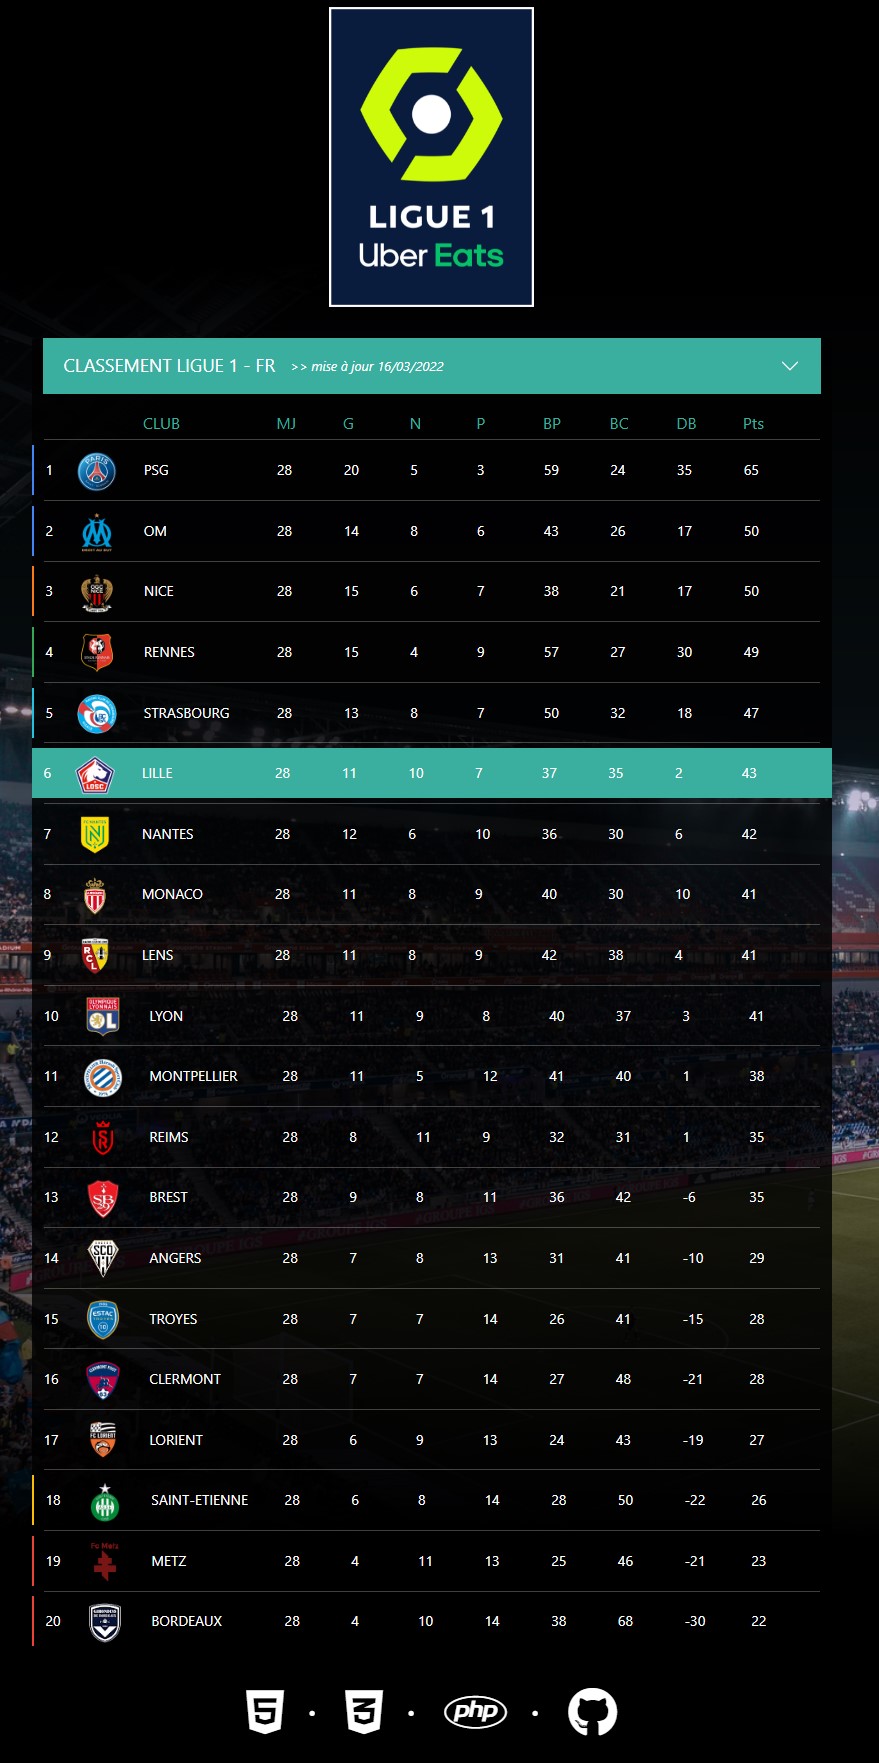 LIGUE 1
Uber Eats
CLASSEMENT LIGUE 1 - FR >> mise à jour 16/03/2022
CLUB MJ G N P BP BC DB Pts
1 PSG 28 20 5 3 59 24 35 65
2 OM 28 14 8 6 43 26 17 50
3 NICE 28 15 6 7 38 21 17 50
4 RENNES 28 15 4 9 57 27 30 49
5 STRASBOURG 28 13 8 7 50 32 18 47
6 LILLE 28 11 10 7 37 35 2 43
7 NANTES 28 12 6 10 36 30 6 42
8 MONACO 28 11 8 9 40 30 10 41
9 LENS 28 11 8 9 42 38 4 41
10 LYON 28 11 9 8 40 37 3 41
11 MONTPELLIER 28 11 5 12 41 40 1 38
12 REIMS 28 8 11 9 32 31 1 35
13 BREST 28 9 8 11 36 42 -6 35
14 ANGERS 28 7 8 13 31 41 -10 29
15 TROYES 28 7 7 14 26 41 -15 28
16 CLERMONT 28 7 7 14 27 48 -21 28
17 LORIENT 28 6 9 13 24 43 -19 27
18 SAINT-ETIENNE 28 6 8 14 28 50 -22 26
19 METZ 28 4 11 13 25 46 -21 23
20 BORDEAUX 28 4 10 14 38 68 -30 22
php